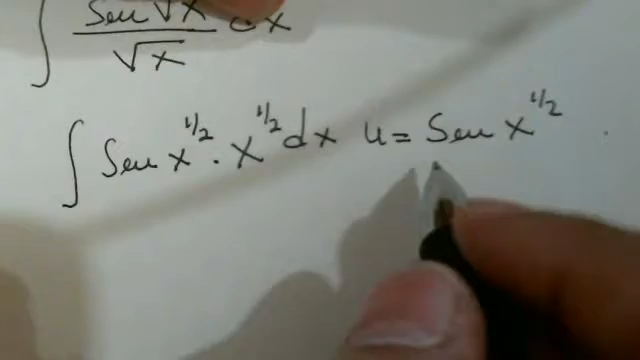 ∫ Sen √x / √x dx
∫ Sen x^1/2 · x^1/2 dx u = Sen x^1/2